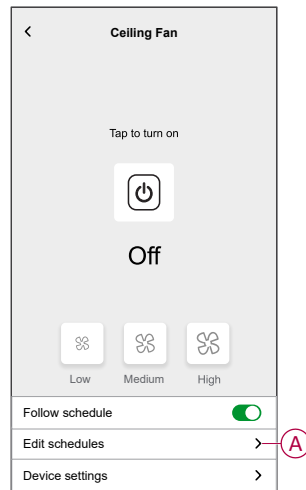 Ceiling Fan
Tap to turn on
Off
Low Medium High
Follow schedule
Edit schedules
A
Device settings